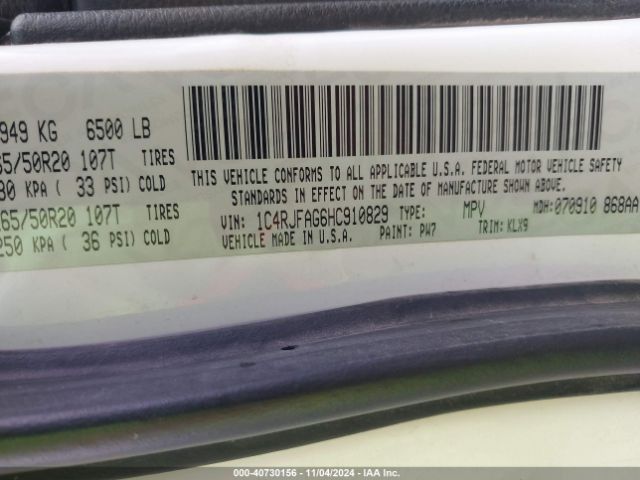 949 KG 6500 LB
65/50R20 107T TIRES
30 KPA ( 33 PSI) COLD
265/50R20 107T TIRES
250 KPA ( 36 PSI) COLD
THIS VEHICLE CONFORMS TO ALL APPLICABLE U.S.A. FEDERAL MOTOR VEHICLE SAFETY
STANDARDS IN EFFECT ON THE DATE OF MANUFACTURE SHOWN ABOVE.
VIN: 1C4RJFAG6HC910829 TYPE: MPV MDH: 070910 868AA
VEHICLE MADE IN U.S.A. PAINT: PW7 TRIM: KLX9
000-40730156 - 11/04/2024 - IAA Inc.